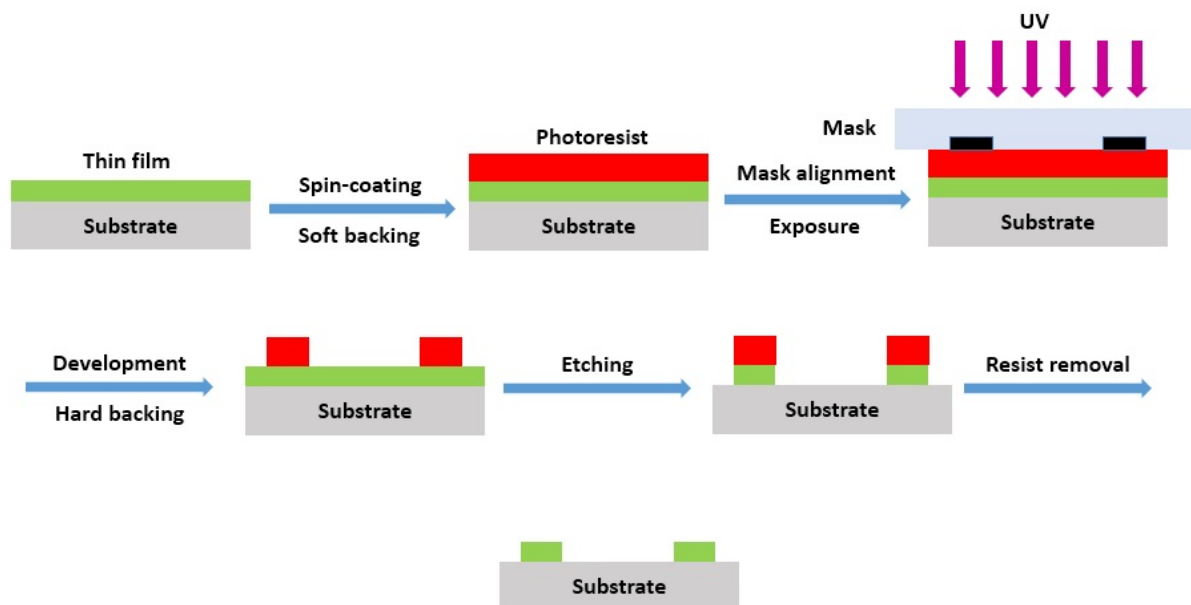 UV
Mask
Thin film
Substrate
Spin-coating
Soft backing
Photoresist
Substrate
Mask alignment
Exposure
Substrate
Development
Hard backing
Substrate
Etching
Substrate
Resist removal
Substrate